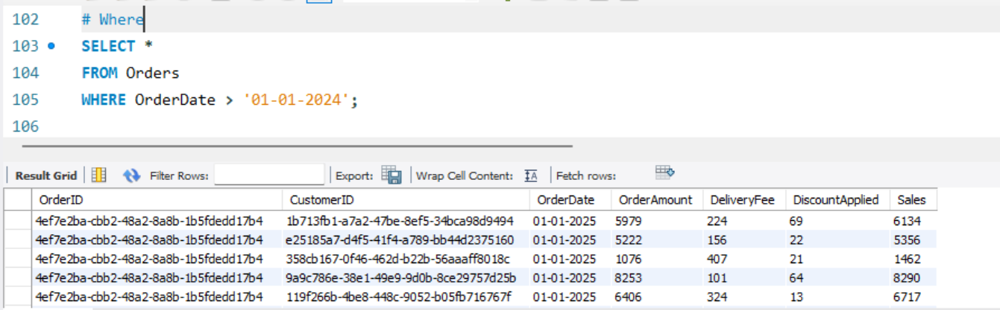 102 # Where
103 SELECT *
104 FROM Orders
105 WHERE OrderDate > '01-01-2024';
106
Result Grid Filter Rows: Export: Wrap Cell Content: Fetch rows:
OrderID CustomerID OrderDate OrderAmount DeliveryFee DiscountApplied Sales
4ef7e2ba-cbb2-48a2-8a8b-1b5fdedd17b4 1b713fb1-a7a2-47be-8ef5-34bca98d9494 01-01-2025 5979 224 69 6134
4ef7e2ba-cbb2-48a2-8a8b-1b5fdedd17b4 e25185a7-d4f5-41f4-a789-bb44d2375160 01-01-2025 5222 156 22 5356
4ef7e2ba-cbb2-48a2-8a8b-1b5fdedd17b4 358cb167-0f46-462d-b22b-56aaaff8018c 01-01-2025 1076 407 21 1462
4ef7e2ba-cbb2-48a2-8a8b-1b5fdedd17b4 9a9c786e-38e1-49e9-9d0b-8ce29757d25b 01-01-2025 8253 101 64 8290
4ef7e2ba-cbb2-48a2-8a8b-1b5fdedd17b4 119f266b-4be8-448c-9052-b05fb716767f 01-01-2025 6406 324 13 6717